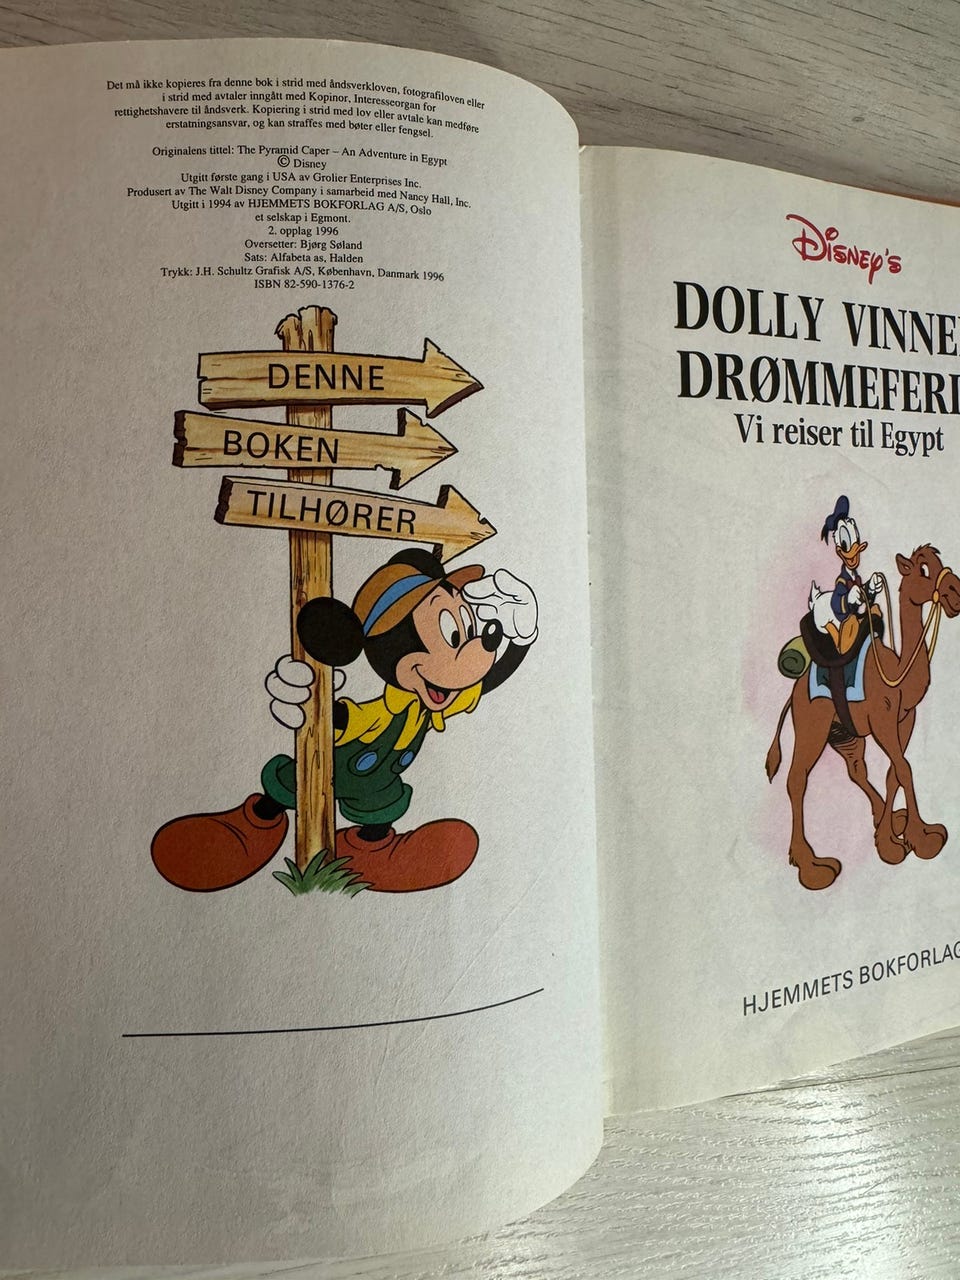 Det må ikke kopieres fra denne bok i strid med åndsverkloven, fotografiloven eller
i strid med avtaler inngått med Kopinor, Interesseorgan for
rettighetshavere til åndsverk. Kopiering i strid med lov eller avtale kan medføre
erstatningsansvar, og kan straffes med bøter eller fengsel.
Originalens tittel: The Pyramid Caper – An Adventure in Egypt
© Disney
Utgitt første gang i USA av Grolier Enterprises Inc.
Produsert av The Walt Disney Company i samarbeid med Nancy Hall, Inc.
Utgitt i 1994 av HJEMMETS BOKFORLAG A/S, Oslo
et selskap i Egmont.
2. opplag 1996
Oversetter: Bjørg Søland
Sats: Alfabeta as, Halden
Trykk: J.H. Schultz Grafisk A/S, København, Danmark 1996
ISBN 82-590-1376-2
DENNE
BOKEN
TILHØRER
DISNEY'S
DOLLY
DRØMMEFERI
Vi reiser til Egypt
HJEMMETS BOKFORLAG